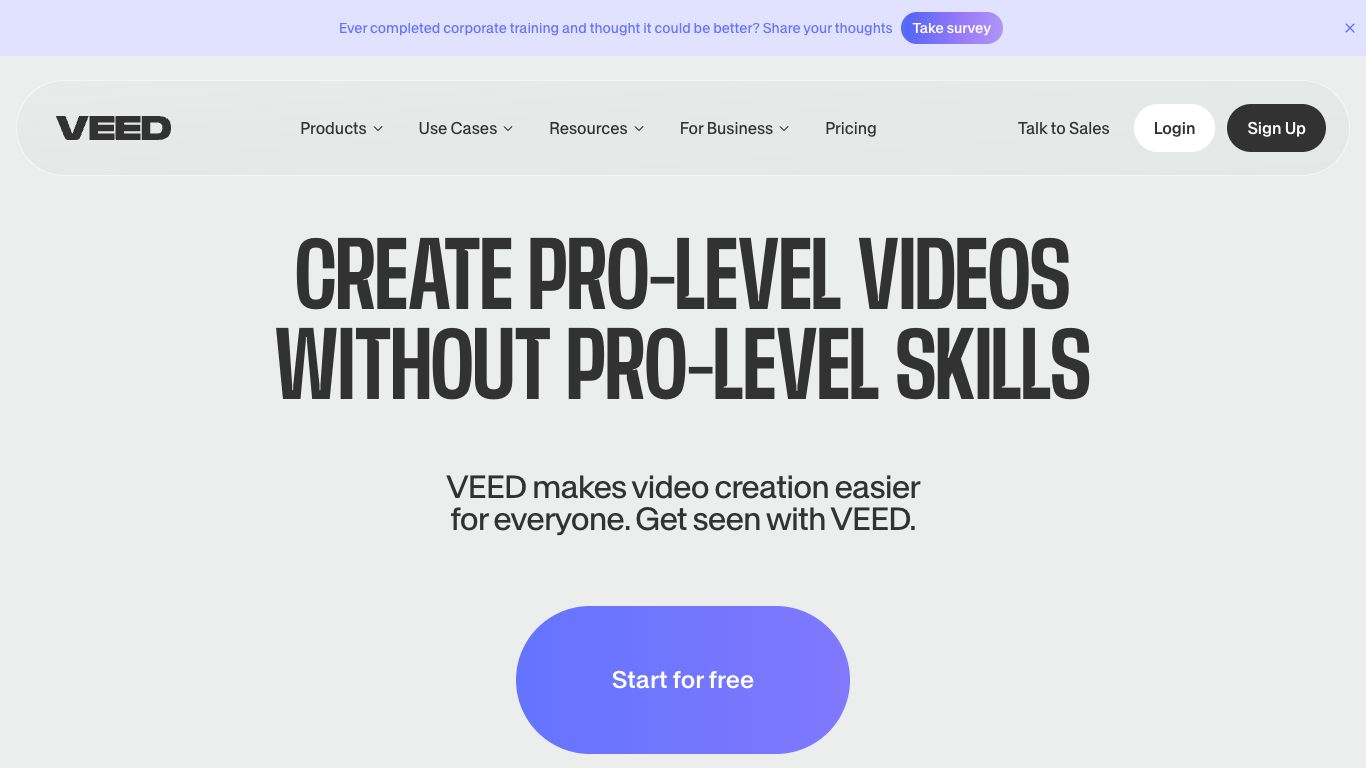 Ever completed corporate training and thought it could be better? Share your thoughts Take survey
VEED Products Use Cases Resources For Business Pricing Talk to Sales Login Sign Up
CREATE PRO-LEVEL VIDEOS
WITHOUT PRO-LEVEL SKILLS
VEED makes video creation easier
for everyone. Get seen with VEED.
Start for free